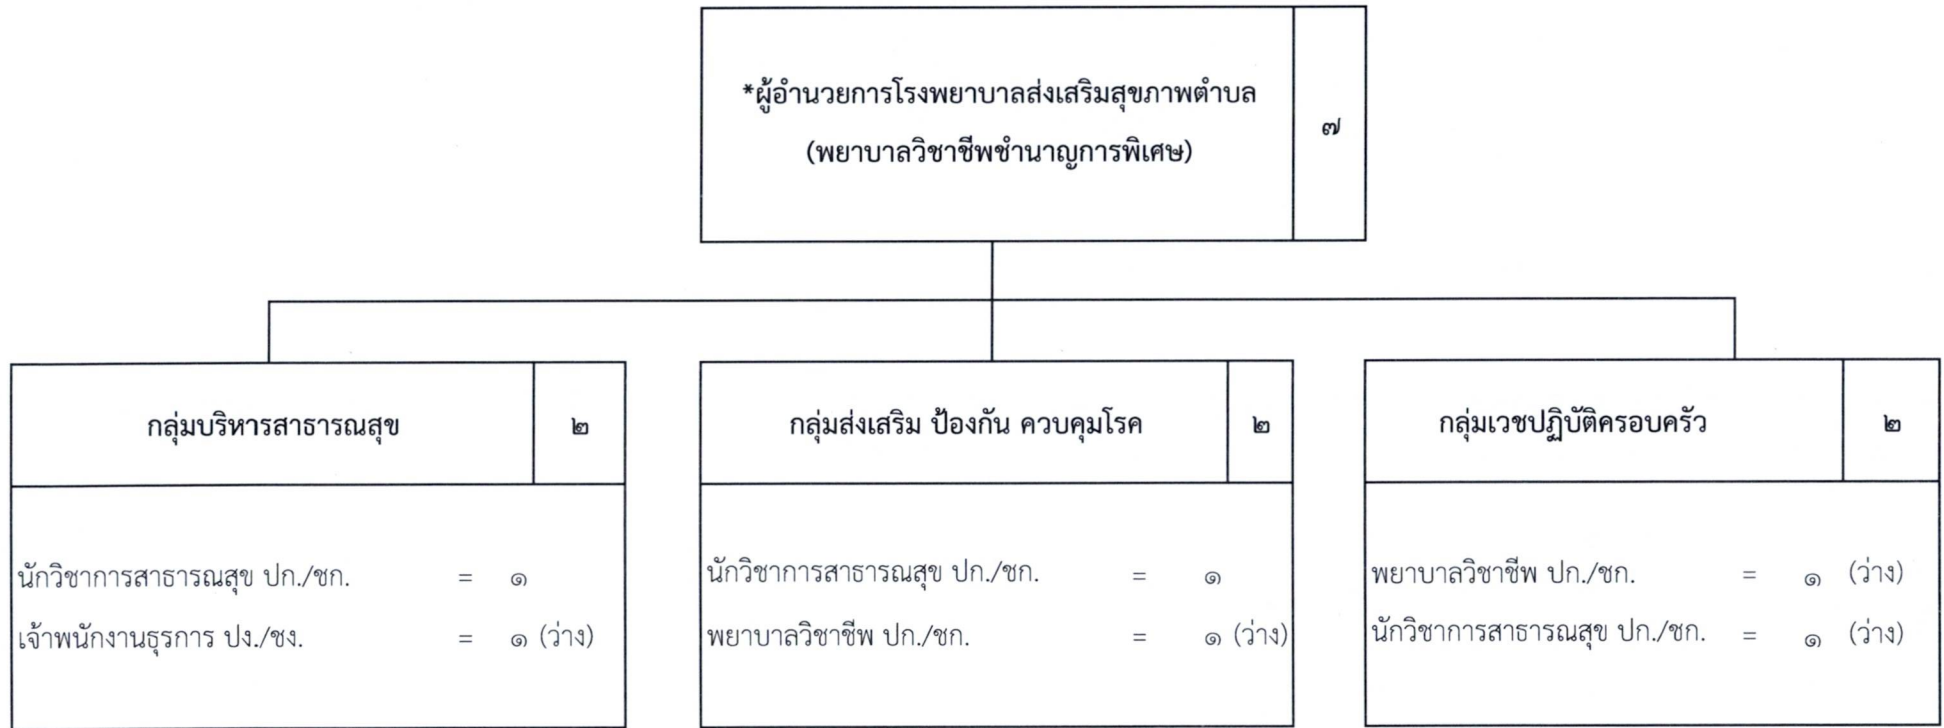 *ผู้อำนวยการโรงพยาบาลส่งเสริมสุขภาพตำบล
(พยาบาลวิชาชีพชำนาญการพิเศษ)
๗
กลุ่มบริหารสาธารณสุข ๒
นักวิชาการสาธารณสุข ปก./ชก. = ๑
เจ้าพนักงานธุรการ ปง./ชง. = ๑ (ว่าง)
กลุ่มส่งเสริม ป้องกัน ควบคุมโรค ๒
นักวิชาการสาธารณสุข ปก./ชก. = ๑
พยาบาลวิชาชีพ ปก./ชก. = ๑ (ว่าง)
กลุ่มเวชปฏิบัติครอบครัว ๒
พยาบาลวิชาชีพ ปก./ชก. = ๑ (ว่าง)
นักวิชาการสาธารณสุข ปก./ชก. = ๑ (ว่าง)